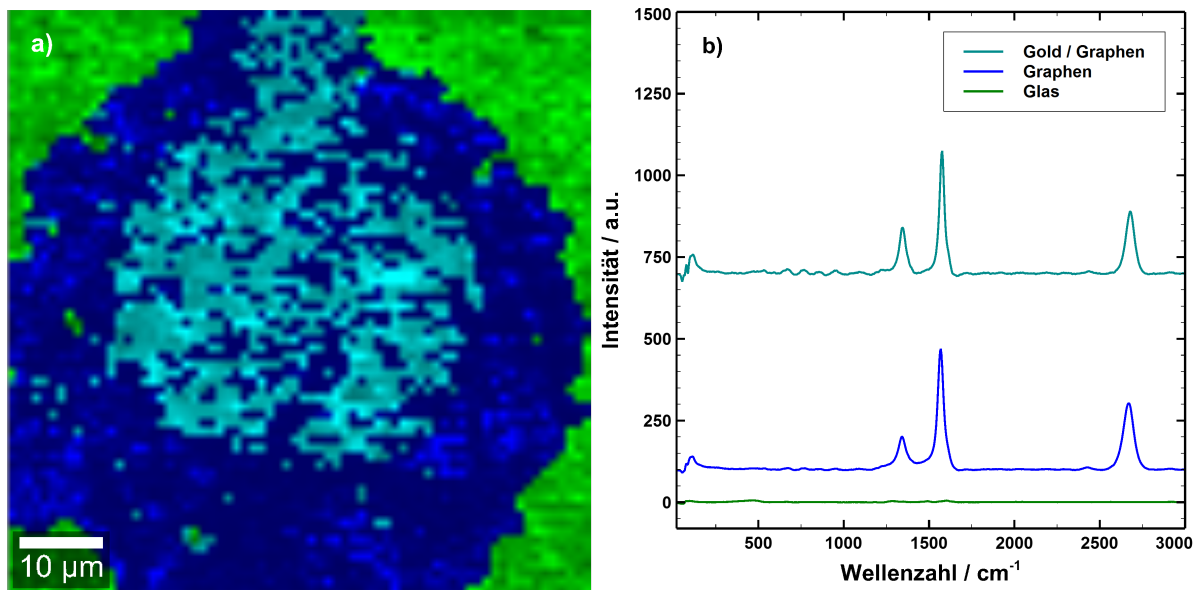 a)
10 µm
b)
Gold / Graphen
Graphen
Glas
Intensität / a.u.
1500
1250
1000
750
500
250
0
500 1000 1500 2000 2500 3000
Wellenzahl / cm⁻¹